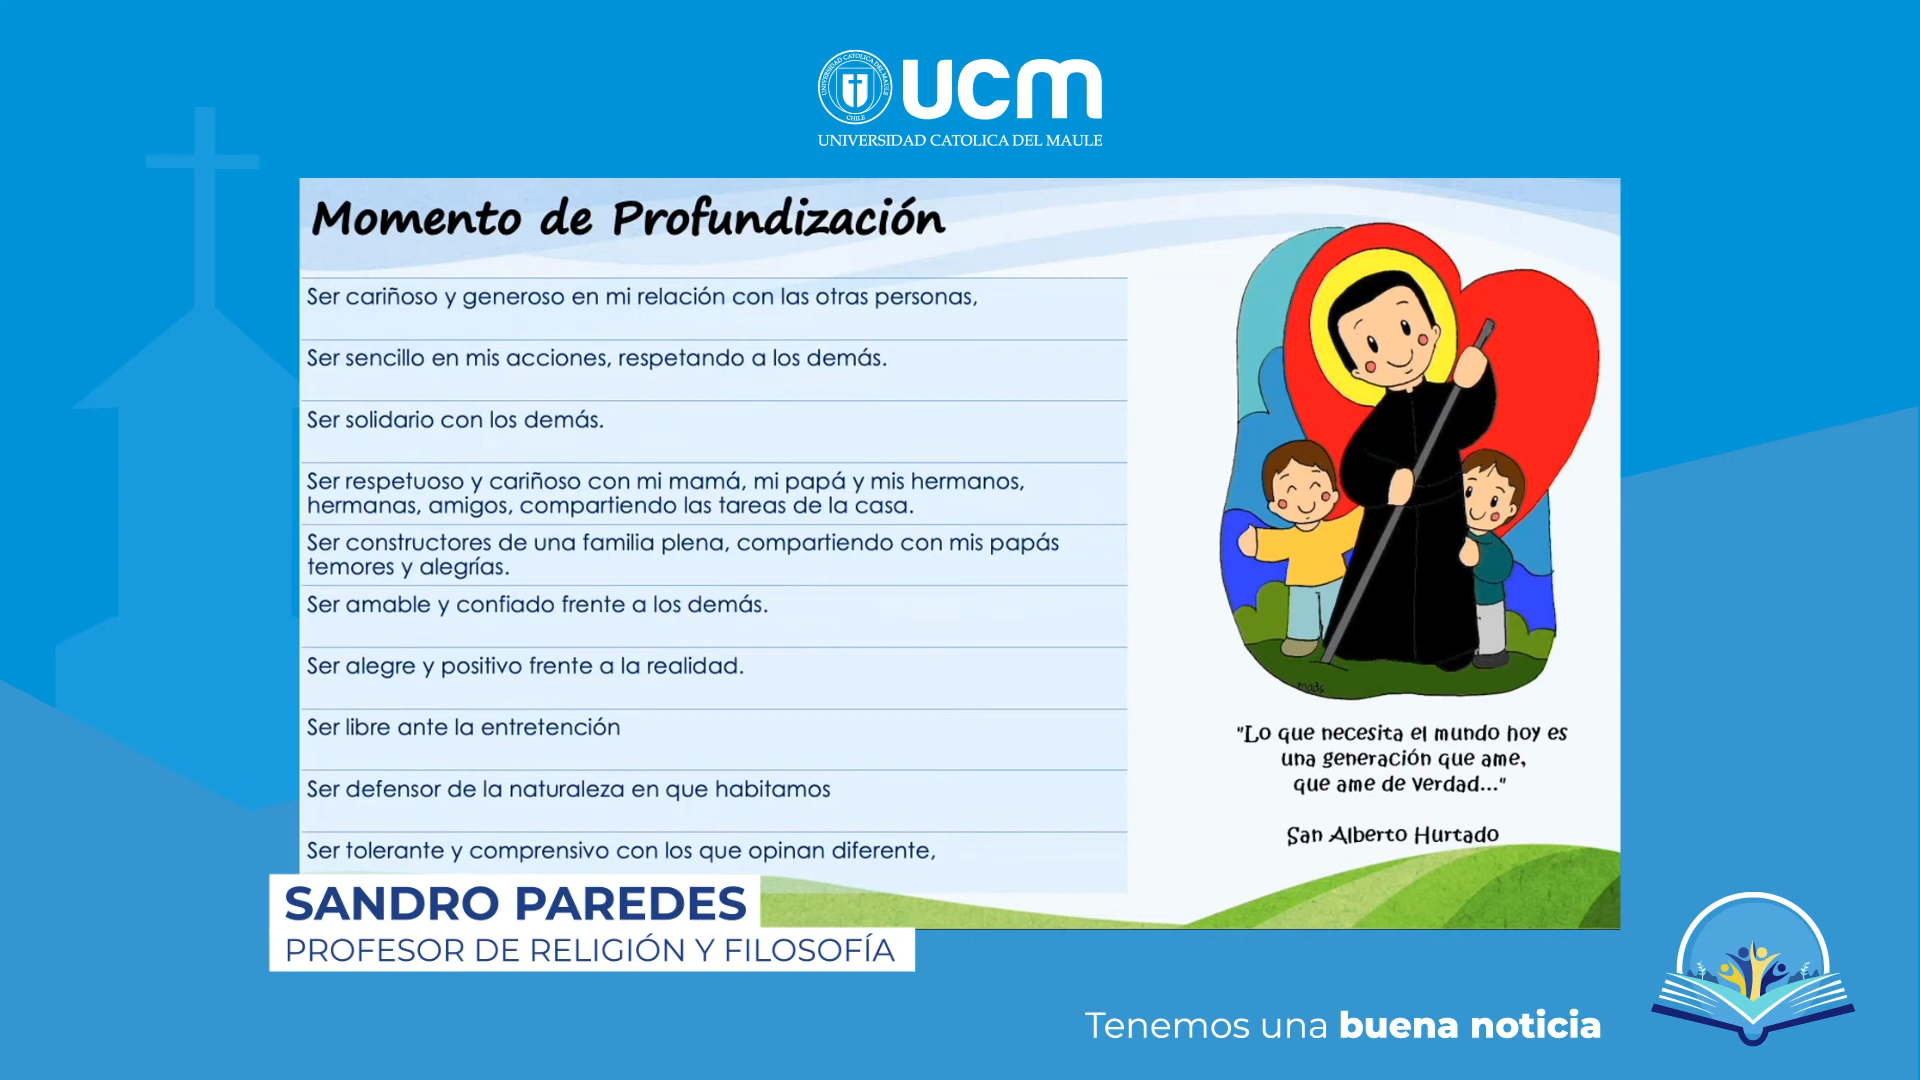 UNIVERSIDAD CATOLICA DEL MAULE
CHILE
ucm
UNIVERSIDAD CATOLICA DEL MAULE
Momento de Profundización
Ser cariñoso y generoso en mi relación con las otras personas,
Ser sencillo en mis acciones, respetando a los demás.
Ser solidario con los demás.
Ser respetuoso y cariñoso con mi mamá, mi papá y mis hermanos,
hermanas, amigos, compartiendo las tareas de la casa.
Ser constructores de una familia plena, compartiendo con mis papás
temores y alegrías.
Ser amable y confiado frente a los demás.
Ser alegre y positivo frente a la realidad.
Ser libre ante la entretención
Ser defensor de la naturaleza en que habitamos
Ser tolerante y comprensivo con los que opinan diferente,
"Lo que necesita el mundo hoy es
una generación que ame,
que ame de verdad..."
San Alberto Hurtado
SANDRO PAREDES
PROFESOR DE RELIGIÓN Y FILOSOFÍA
Tenemos una buena noticia